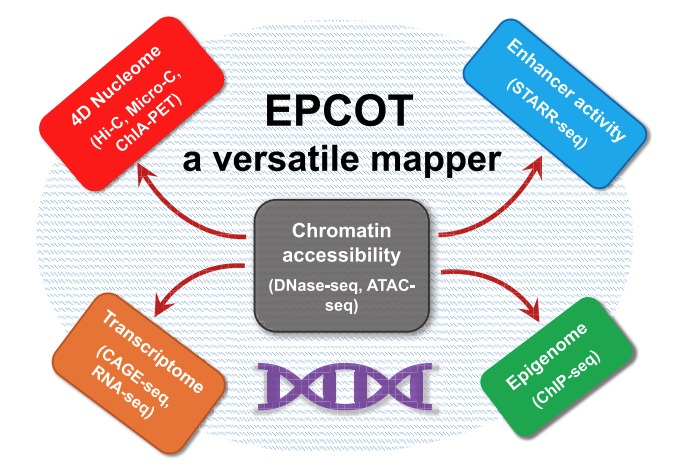 4D Nucleome
(Hi-C, Micro-C,
ChIA-PET)
Enhancer activity
(STARR-seq)
EPCOT
a versatile mapper
Chromatin
accessibility
(DNase-seq, ATAC-
seq)
Transcriptome
(CAGE-seq,
RNA-seq)
Epigenome
(ChIP-seq)